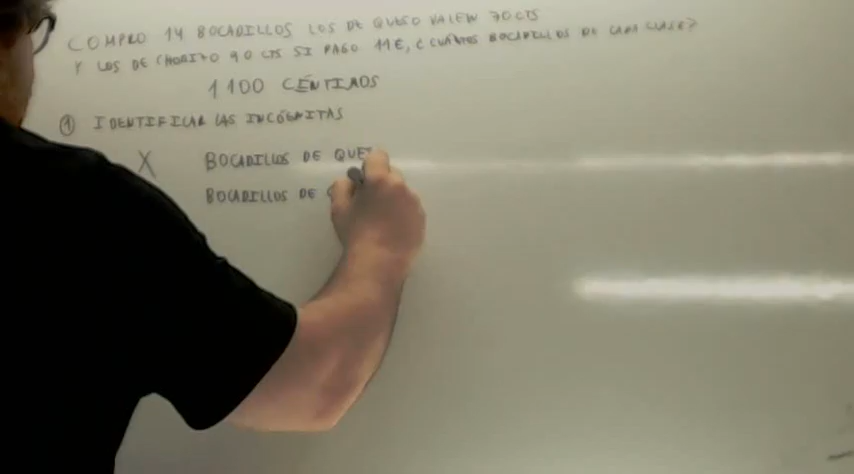 COMPRO 14 BOCADILLOS LOS DE QUESO VALEN 70 CTS
Y LOS DE CHORIZO 90 CTS SI PAGO 11€, ¿CUÁNTOS BOCADILLOS DE CADA CLASE?
1100 CÉNTIMOS
① IDENTIFICAR LAS INCÓGNITAS
X BOCADILLOS DE QUE
BOCADILLOS DE